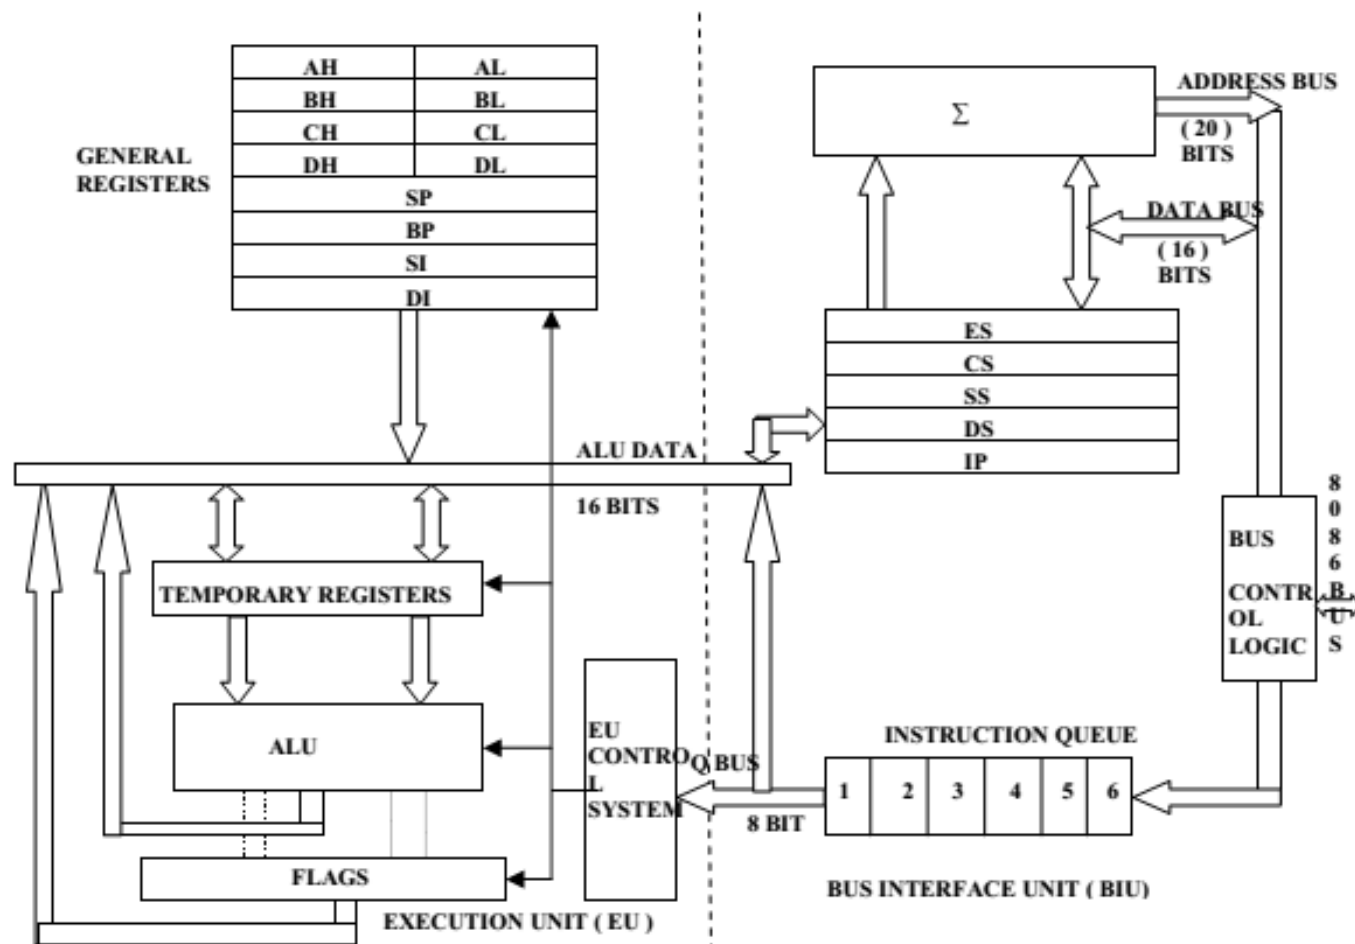 AH AL
BH BL
CH CL
DH DL
SP
BP
SI
DI
GENERAL
REGISTERS
Σ
ADDRESS BUS
( 20 )
BITS
DATA BUS
( 16 )
BITS
ES
CS
SS
DS
IP
ALU DATA
16 BITS
TEMPORARY REGISTERS
ALU
FLAGS
EU
CONTRO
L
SYSTEM
Q BUS
8 BIT
INSTRUCTION QUEUE
1 2 3 4 5 6
BUS
CONTR
OL
LOGIC
8
0
8
6
B
U
S
EXECUTION UNIT ( EU )
BUS INTERFACE UNIT ( BIU)